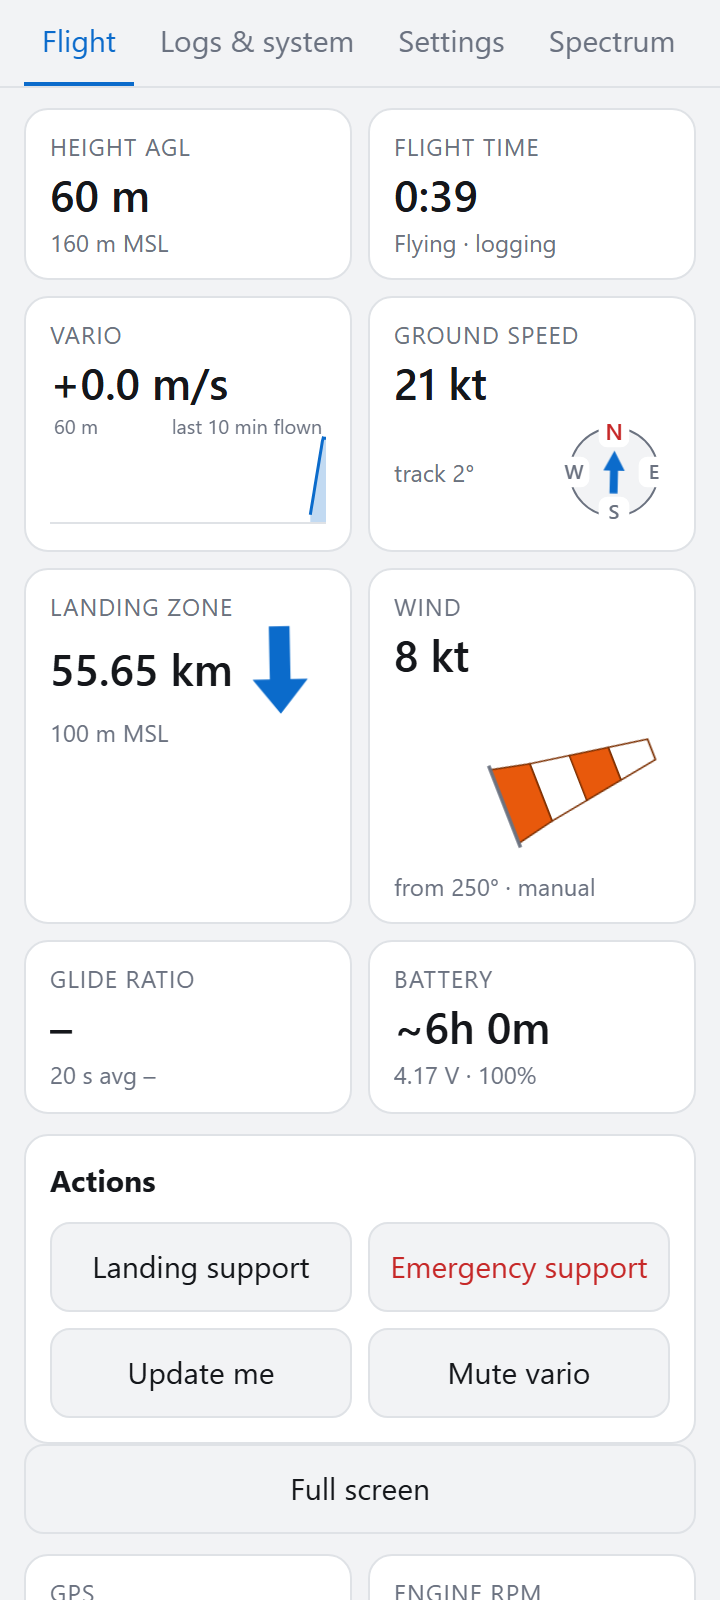 Flight Logs & system Settings Spectrum
HEIGHT AGL
60 m
160 m MSL
FLIGHT TIME
0:39
Flying · logging
VARIO
+0.0 m/s
60 m last 10 min flown
GROUND SPEED
21 kt
track 2°
N
W E
S
LANDING ZONE
55.65 km
100 m MSL
WIND
8 kt
from 250° · manual
GLIDE RATIO
–
20 s avg –
BATTERY
~6h 0m
4.17 V · 100%
Actions
Landing support
Emergency support
Update me
Mute vario
Full screen
GPS
ENGINE RPM